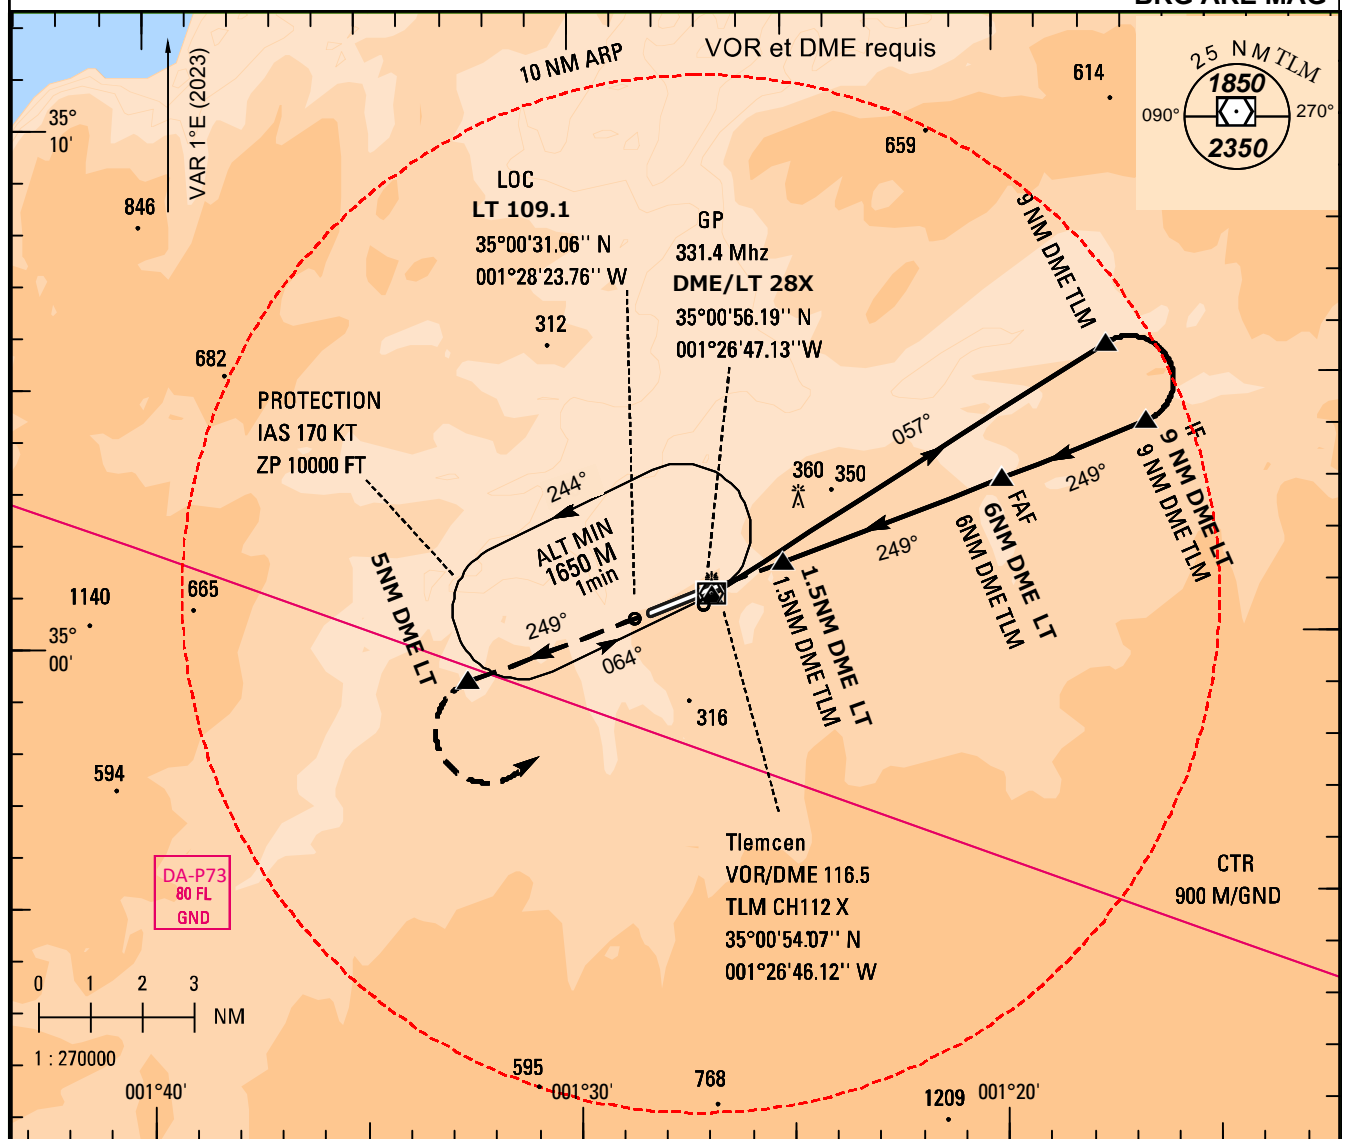 BRG ARE MAG
VOR et DME requis
10 NM ARP
25 NM TLM
1850
090°
270°
2350
VAR 1°E (2023)
35°
10'
614
659
846
LOC
LT 109.1
35°00'31.06'' N
001°28'23.76'' W
GP
331.4 Mhz
DME/LT 28X
35°00'56.19'' N
001°26'47.13''W
9 NM DME TLM
312
682
PROTECTION
IAS 170 KT
ZP 10000 FT
057°
IF
9 NM DME LT
9 NM DME TLM
360
350
249°
FAF
6NM DME LT
6NM DME TLM
244°
ALT MIN
1650 M
1min
249°
1.5NM DME LT
1.5NM DME TLM
5NM DME LT
249°
064°
1140
665
35°
00'
316
594
Tlemcen
VOR/DME 116.5
TLM CH112 X
35°00'54.07'' N
001°26'46.12'' W
CTR
900 M/GND
DA-P73
80 FL
GND
0 1 2 3
NM
1 : 270000
595
768
1209
001°40'
001°30'
001°20'